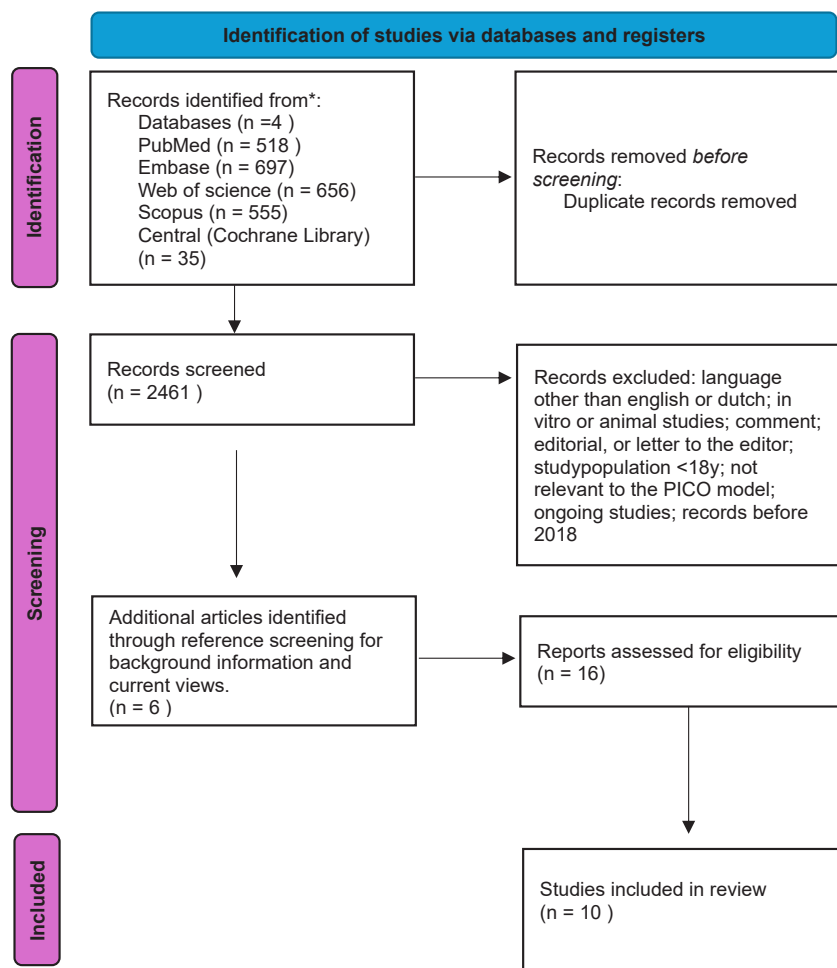 Identification of studies via databases and registers
Identification
Records identified from*:
Databases (n =4 )
PubMed (n = 518 )
Embase (n = 697)
Web of science (n = 656)
Scopus (n = 555)
Central (Cochrane Library)
(n = 35)
Records removed before
screening:
Duplicate records removed
Screening
Records screened
(n = 2461 )
Records excluded: language
other than english or dutch; in
vitro or animal studies; comment;
editorial, or letter to the editor;
studypopulation <18y; not
relevant to the PICO model;
ongoing studies; records before
2018
Additional articles identified
through reference screening for
background information and
current views.
(n = 6 )
Reports assessed for eligibility
(n = 16)
Included
Studies included in review
(n = 10 )